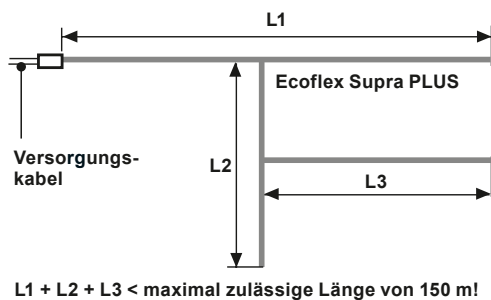 L1
Ecoflex Supra PLUS
Versorgungs-
kabel
L2
L3
L1 + L2 + L3 < maximal zulässige Länge von 150 m!